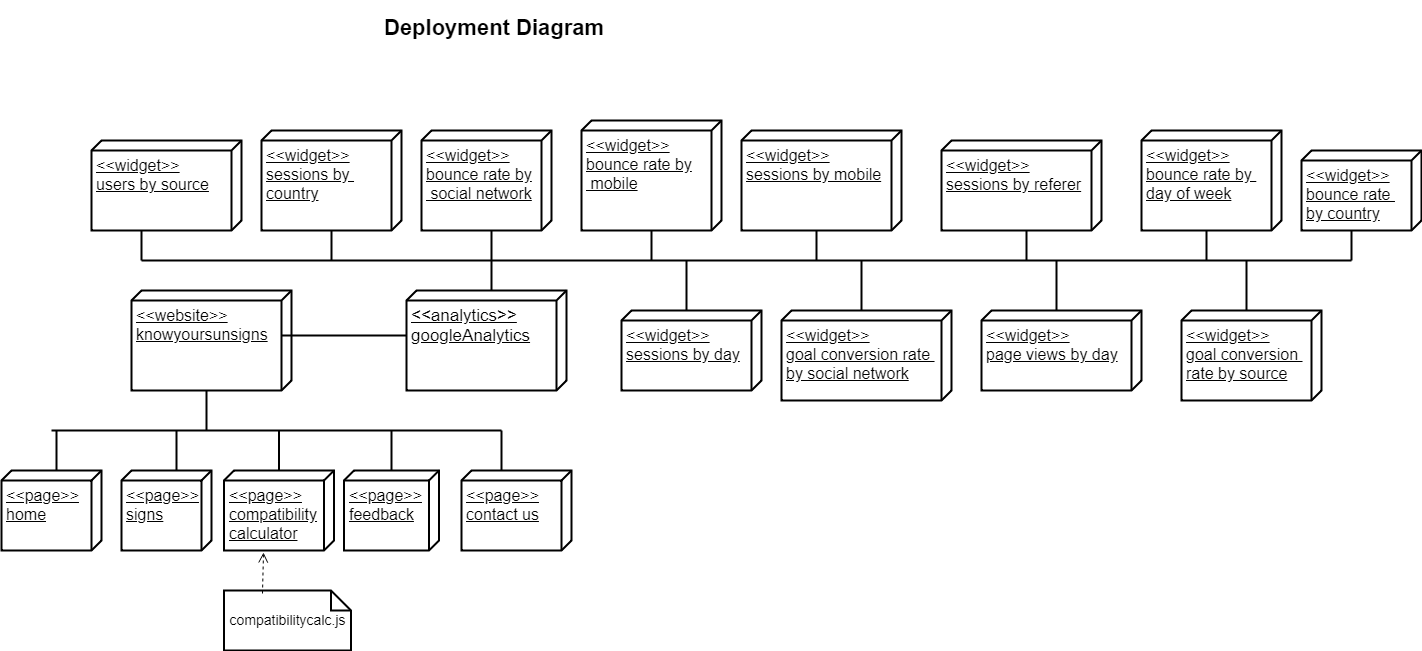 Deployment Diagram
<<widget>>
users by source
<<widget>>
sessions by
country
<<widget>>
bounce rate by
social network
<<widget>>
bounce rate by
mobile
<<widget>>
sessions by mobile
<<widget>>
sessions by referer
<<widget>>
bounce rate by
day of week
<<widget>>
bounce rate
by country
<<website>>
knowyoursunsigns
<<analytics>>
googleAnalytics
<<widget>>
sessions by day
<<widget>>
goal conversion rate
by social network
<<widget>>
page views by day
<<widget>>
goal conversion
rate by source
<<page>>
home
<<page>>
signs
<<page>>
compatibility
calculator
<<page>>
feedback
<<page>>
contact us
compatibilitycalc.js